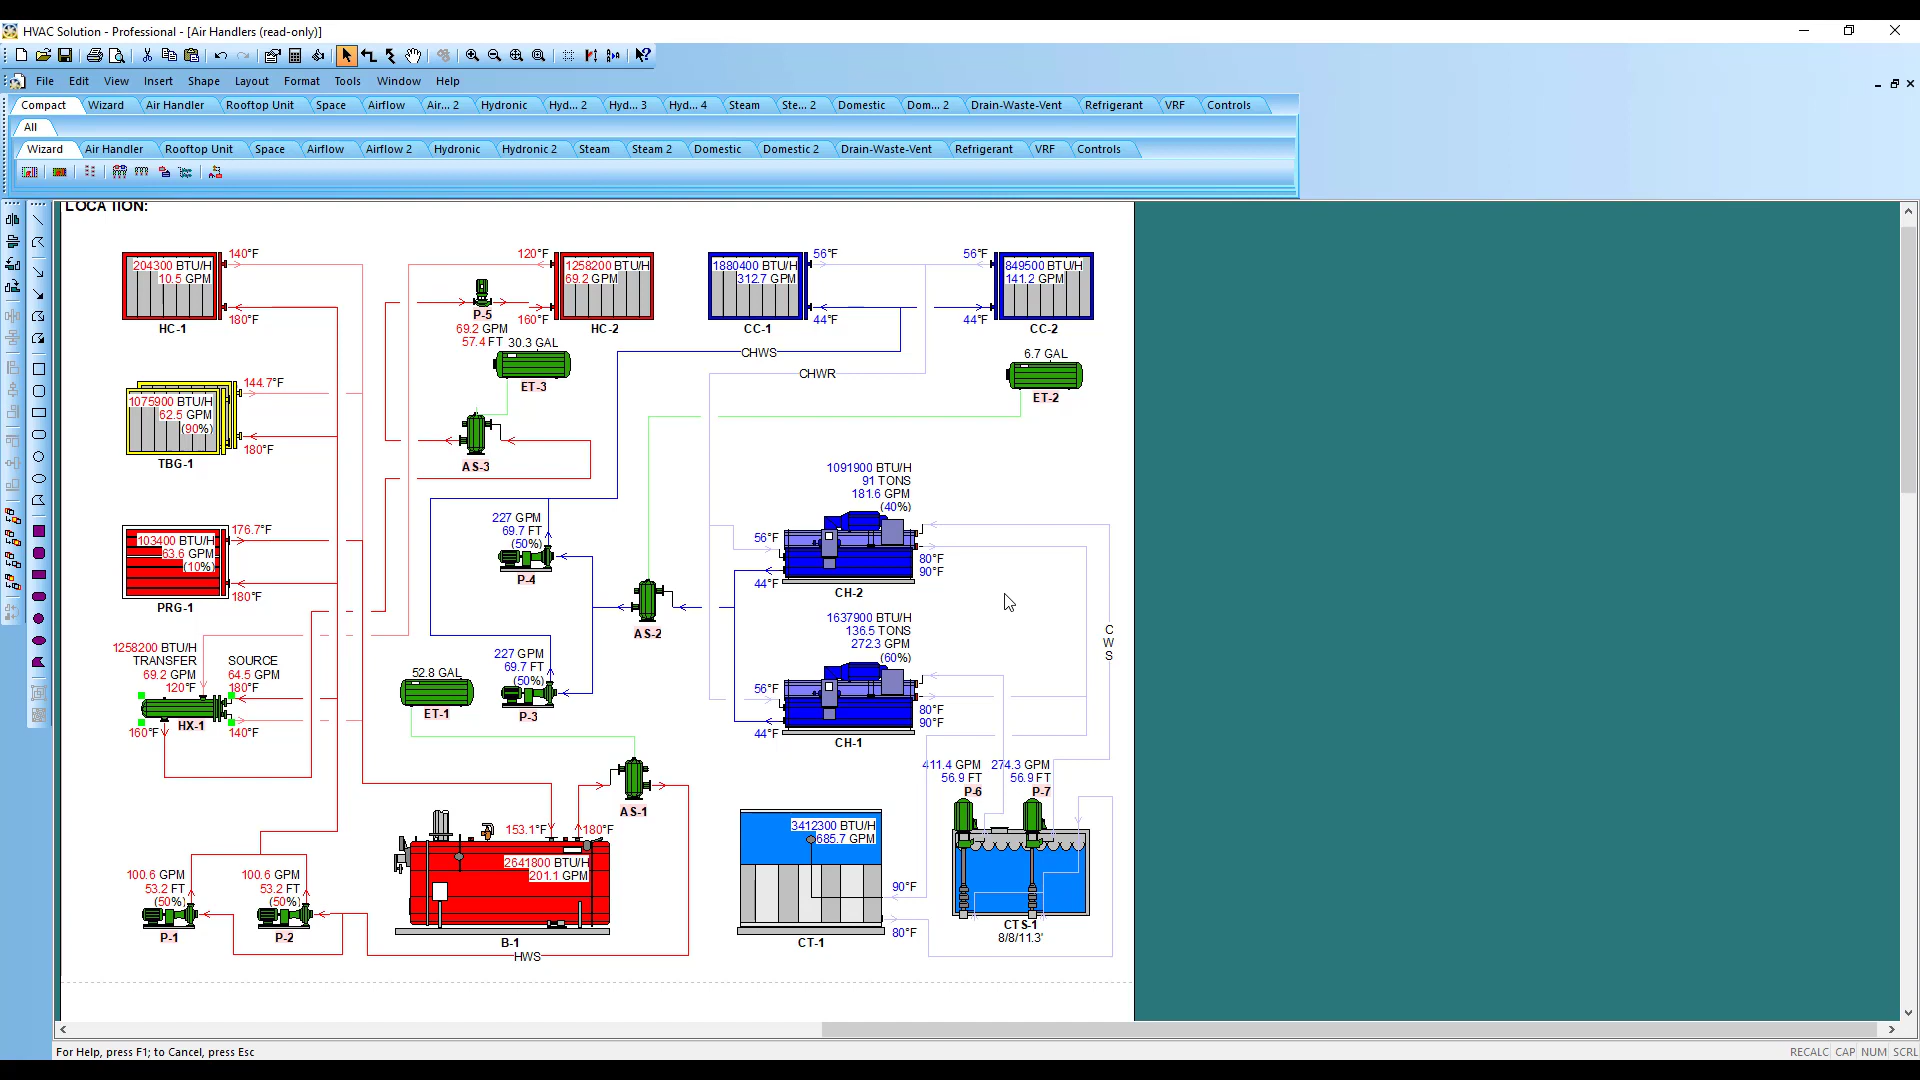 HVAC Solution - Professional - [Air Handlers (read-only)]
File Edit View Insert Shape Layout Format Tools Window Help
Compact Wizard Air Handler Rooftop Unit Space Airflow Air... 2 Hydronic Hyd... 2 Hyd... 3 Hyd... 4 Steam Ste... 2 Domestic Dom... 2 Drain-Waste-Vent Refrigerant VRF Controls
All
Wizard Air Handler Rooftop Unit Space Airflow Airflow 2 Hydronic Hydronic 2 Steam Steam 2 Domestic Domestic 2 Drain-Waste-Vent Refrigerant VRF Controls
LOCATION:
140°F
204300 BTU/H
10.5 GPM
180°F
HC-1
120°F
1258200 BTU/H
69.2 GPM
160°F
HC-2
P-5
69.2 GPM
57.4 FT
30.3 GAL
ET-3
56°F
1880400 BTU/H
312.7 GPM
44°F
CC-1
56°F
849500 BTU/H
141.2 GPM
44°F
CC-2
CHWS
CHWR
6.7 GAL
ET-2
144.7°F
1075900 BTU/H
62.5 GPM
(90%)
180°F
TBG-1
AS-3
1091900 BTU/H
91 TONS
181.6 GPM
(40%)
56°F
80°F
90°F
44°F
CH-2
227 GPM
69.7 FT
(50%)
P-4
176.7°F
103400 BTU/H
63.6 GPM
(10%)
180°F
PRG-1
AS-2
1637900 BTU/H
136.5 TONS
272.3 GPM
(60%)
56°F
80°F
90°F
44°F
CH-1
C
W
S
1258200 BTU/H
TRANSFER
69.2 GPM
120°F
SOURCE
64.5 GPM
180°F
HX-1
160°F
140°F
52.8 GAL
ET-1
227 GPM
69.7 FT
(50%)
P-3
411.4 GPM
56.9 FT
P-6
274.3 GPM
56.9 FT
P-7
AS-1
153.1°F
180°F
2641800 BTU/H
201.1 GPM
B-1
HWS
3412300 BTU/H
685.7 GPM
90°F
80°F
CT-1
CTS-1
8/8/11.3'
100.6 GPM
53.2 FT
(50%)
P-1
100.6 GPM
53.2 FT
(50%)
P-2
For Help, press F1; to Cancel, press Esc
RECALC CAP NUM SCRL